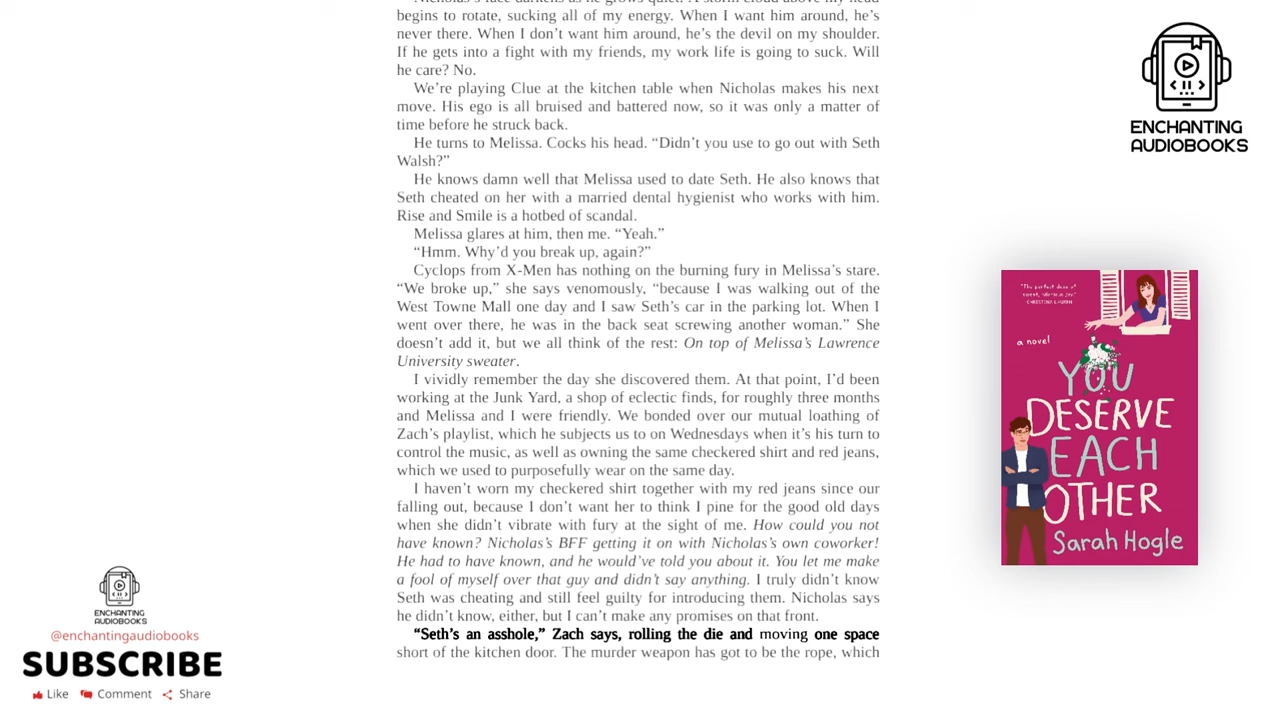 Nicholas's face darkens as he grows quiet. A storm cloud above my head
begins to rotate, sucking all of my energy. When I want him around, he's
never there. When I don't want him around, he's the devil on my shoulder.
If he gets into a fight with my friends, my work life is going to suck. Will
he care? No.
We're playing Clue at the kitchen table when Nicholas makes his next
move. His ego is all bruised and battered now, so it was only a matter of
time before he struck back.
He turns to Melissa. Cocks his head. “Didn't you use to go out with Seth
Walsh?”
He knows damn well that Melissa used to date Seth. He also knows that
Seth cheated on her with a married dental hygienist who works with him.
Rise and Smile is a hotbed of scandal.
Melissa glares at him, then me. “Yeah.”
“Hmm. Why'd you break up, again?”
Cyclops from X-Men has nothing on the burning fury in Melissa's stare.
“We broke up,” she says venomously, “because I was walking out of the
West Towne Mall one day and I saw Seth's car in the parking lot. When I
went over there, he was in the back seat screwing another woman.” She
doesn't add it, but we all think of the rest: On top of Melissa's Lawrence
University sweater.
I vividly remember the day she discovered them. At that point, I'd been
working at the Junk Yard, a shop of eclectic finds, for roughly three months
and Melissa and I were friendly. We bonded over our mutual loathing of
Zach's playlist, which he subjects us to on Wednesdays when it's his turn to
control the music, as well as owning the same checkered shirt and red jeans,
which we used to purposefully wear on the same day.
I haven't worn my checkered shirt together with my red jeans since our
falling out, because I don't want her to think I pine for the good old days
when she didn't vibrate with fury at the sight of me. How could you not
have known? Nicholas's BFF getting it on with Nicholas's own coworker!
He had to have known, and he would've told you about it. You let me make
a fool of myself over that guy and didn't say anything. I truly didn't know
Seth was cheating and still feel guilty for introducing them. Nicholas says
he didn't know, either, but I can't make any promises on that front.
“Seth's an asshole,” Zach says, rolling the die and moving one space
short of the kitchen door. The murder weapon has got to be the rope, which
ENCHANTING
AUDIOBOOKS
a novel
YOU
DESERVE
EACH
OTHER
Sarah Hogle
ENCHANTING
AUDIOBOOKS
@enchantingaudiobooks
SUBSCRIBE
Like Comment Share